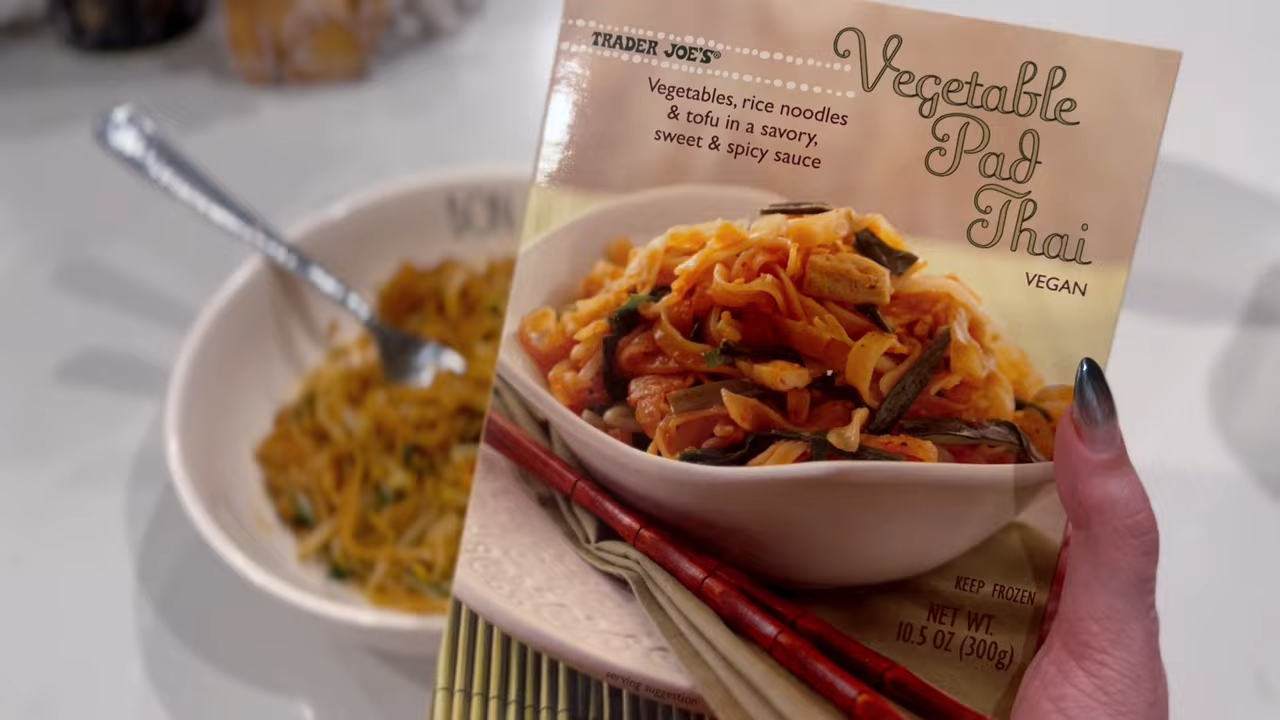 TRADER JOE'S®
Vegetables, rice noodles
& tofu in a savory,
sweet & spicy sauce
Vegetable
Pad
Thai
VEGAN
KEEP FROZEN
NET WT.
10.5 OZ (300g)
serving suggestion